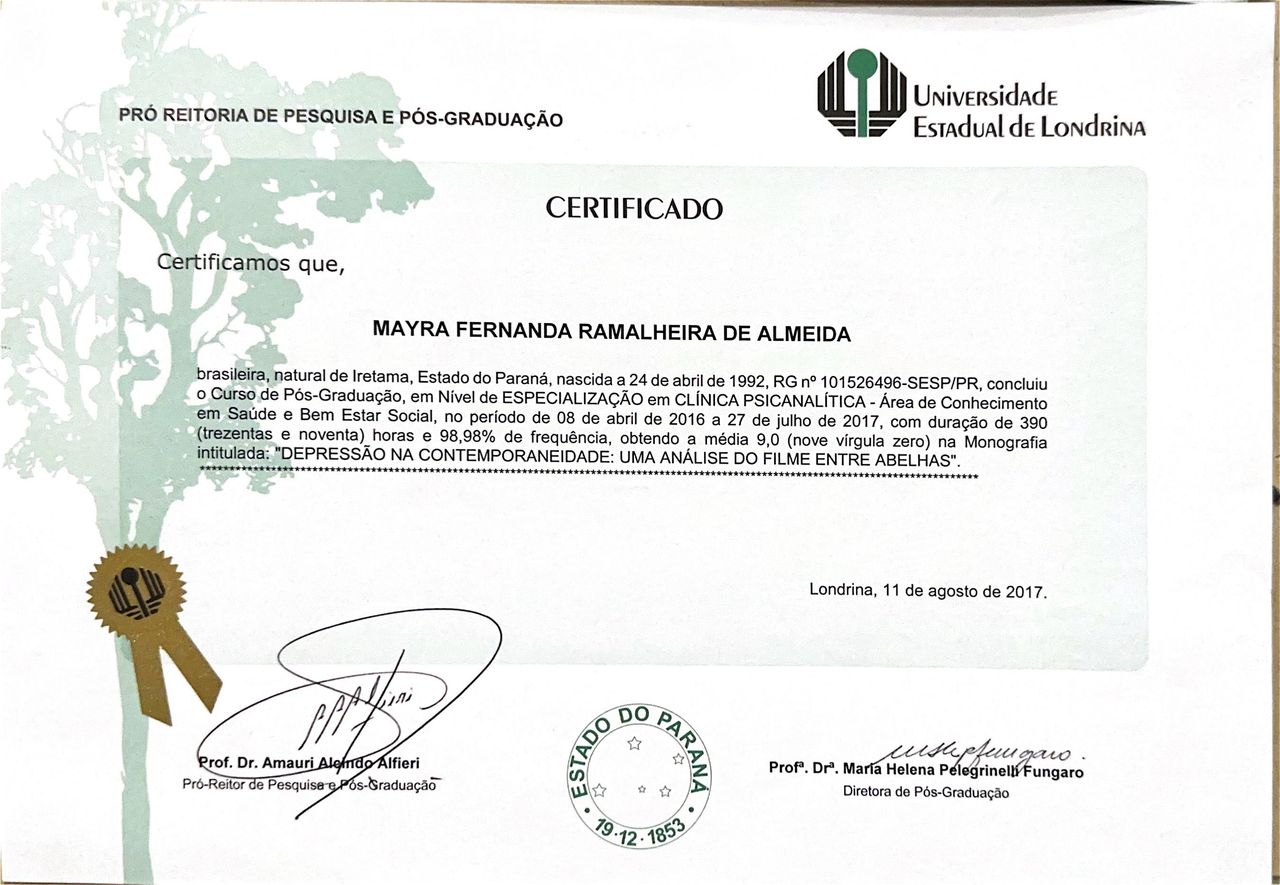 PRÓ REITORIA DE PESQUISA E PÓS-GRADUAÇÃO
Universidade
Estadual de Londrina
CERTIFICADO
Certificamos que,
MAYRA FERNANDA RAMALHEIRA DE ALMEIDA
brasileira, natural de Iretama, Estado do Paraná, nascida a 24 de abril de 1992, RG nº 101526496-SESP/PR, concluiu
o Curso de Pós-Graduação, em Nível de ESPECIALIZAÇÃO em CLÍNICA PSICANALÍTICA - Área de Conhecimento
em Saúde e Bem Estar Social, no período de 08 de abril de 2016 a 27 de julho de 2017, com duração de 390
(trezentas e noventa) horas e 98,98% de frequência, obtendo a média 9,0 (nove vírgula zero) na Monografia
intitulada: "DEPRESSÃO NA CONTEMPORANEIDADE: UMA ANÁLISE DO FILME ENTRE ABELHAS".
Londrina, 11 de agosto de 2017.
Prof. Dr. Amauri Alcindo Alfieri
Pró-Reitor de Pesquisa e Pós-Graduação
ESTADO DO PARANÁ
19·12·1853
Profª. Drª. Maria Helena Pelegrinelli Fungaro
Diretora de Pós-Graduação